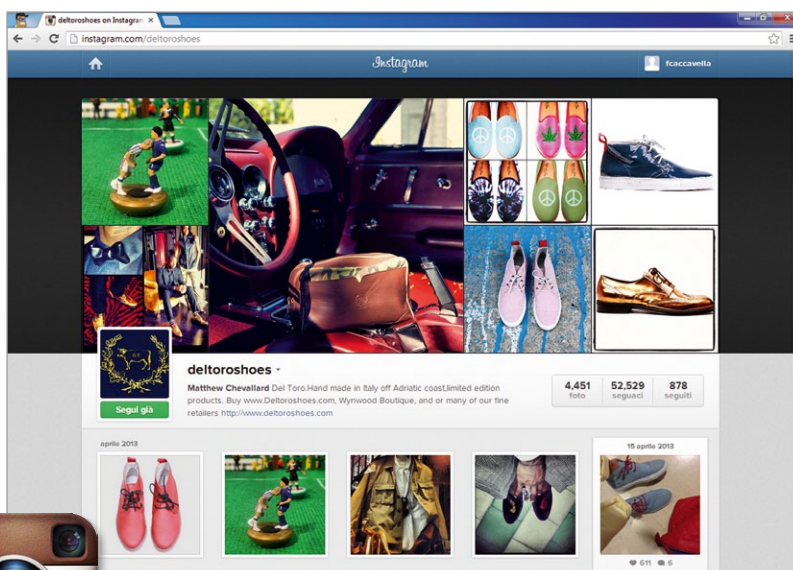 deltoroshoes on Instagram
instagram.com/deltoroshoes
Instagram
fcaccavella
deltoroshoes
Matthew Chevallard Del Toro.Hand made in Italy off Adriatic coast,limited edition
products. Buy www.Deltoroshoes.com, Wynwood Boutique, and or many of our fine
retailers http://www.deltoroshoes.com
Segui già
4,451
foto
52,529
seguaci
878
seguiti
aprile 2013
15 aprile 2013
611 6